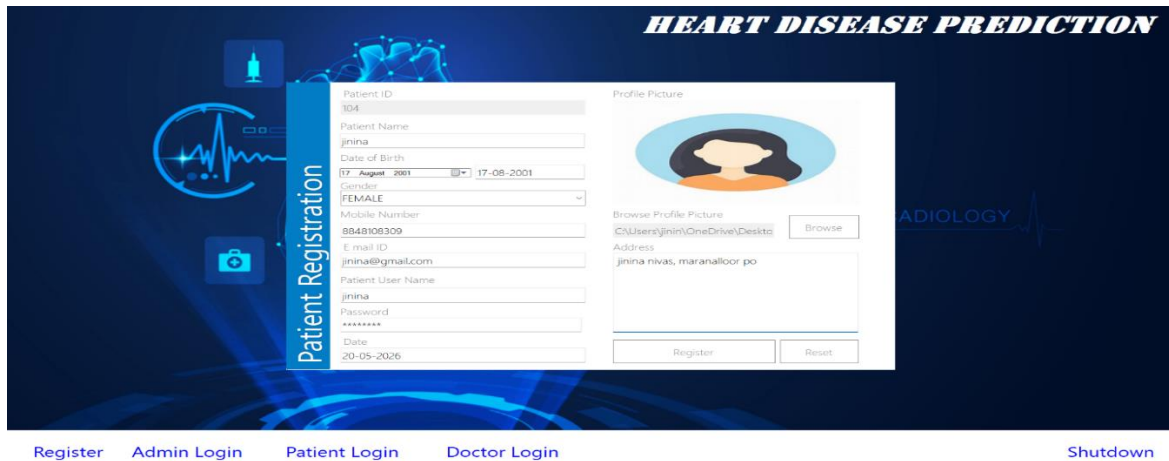 HEART DISEASE PREDICTION
Patient Registration
Patient ID
104
Patient Name
jinina
Date of Birth
17 August 2001 17-08-2001
Gender
FEMALE
Mobile Number
8848108309
E mail ID
jinina@gmail.com
Patient User Name
jinina
Password
********
Date
20-05-2026
Profile Picture
Browse Profile Picture
C:\Users\jinin\OneDrive\Deskto Browse
Address
jinina nivas, maranalloor po
Register Reset
ADIOLOGY
Register Admin Login Patient Login Doctor Login Shutdown